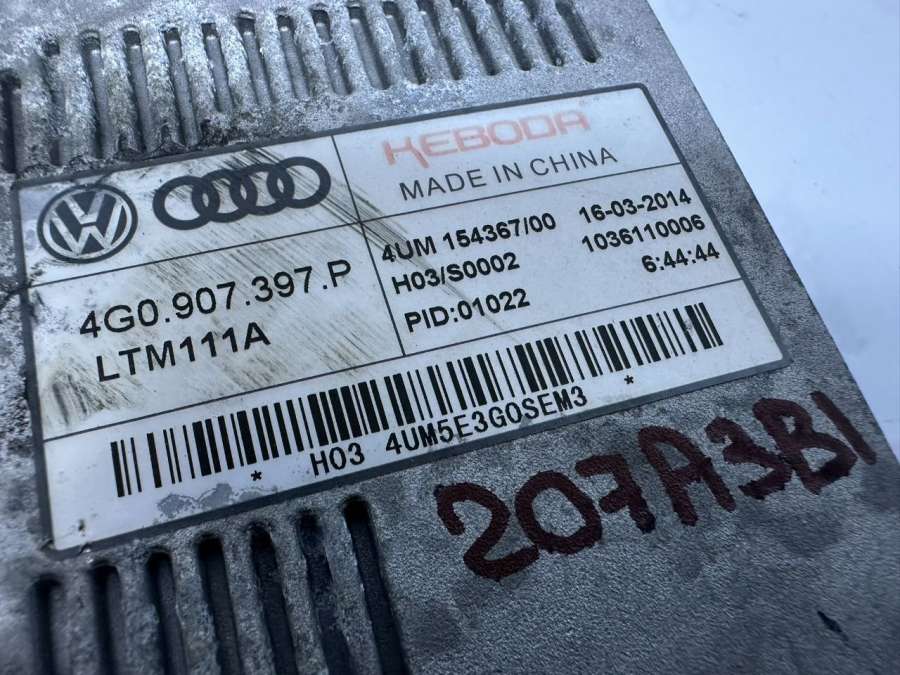 KEBODA
MADE IN CHINA
4G0.907.397.P
LTM111A
4UM 154367/00 16-03-2014
H03/S0002 1036110006
PID:01022 6:44:44
* H03 4UM5E3G0SEM3 *
207A3B1